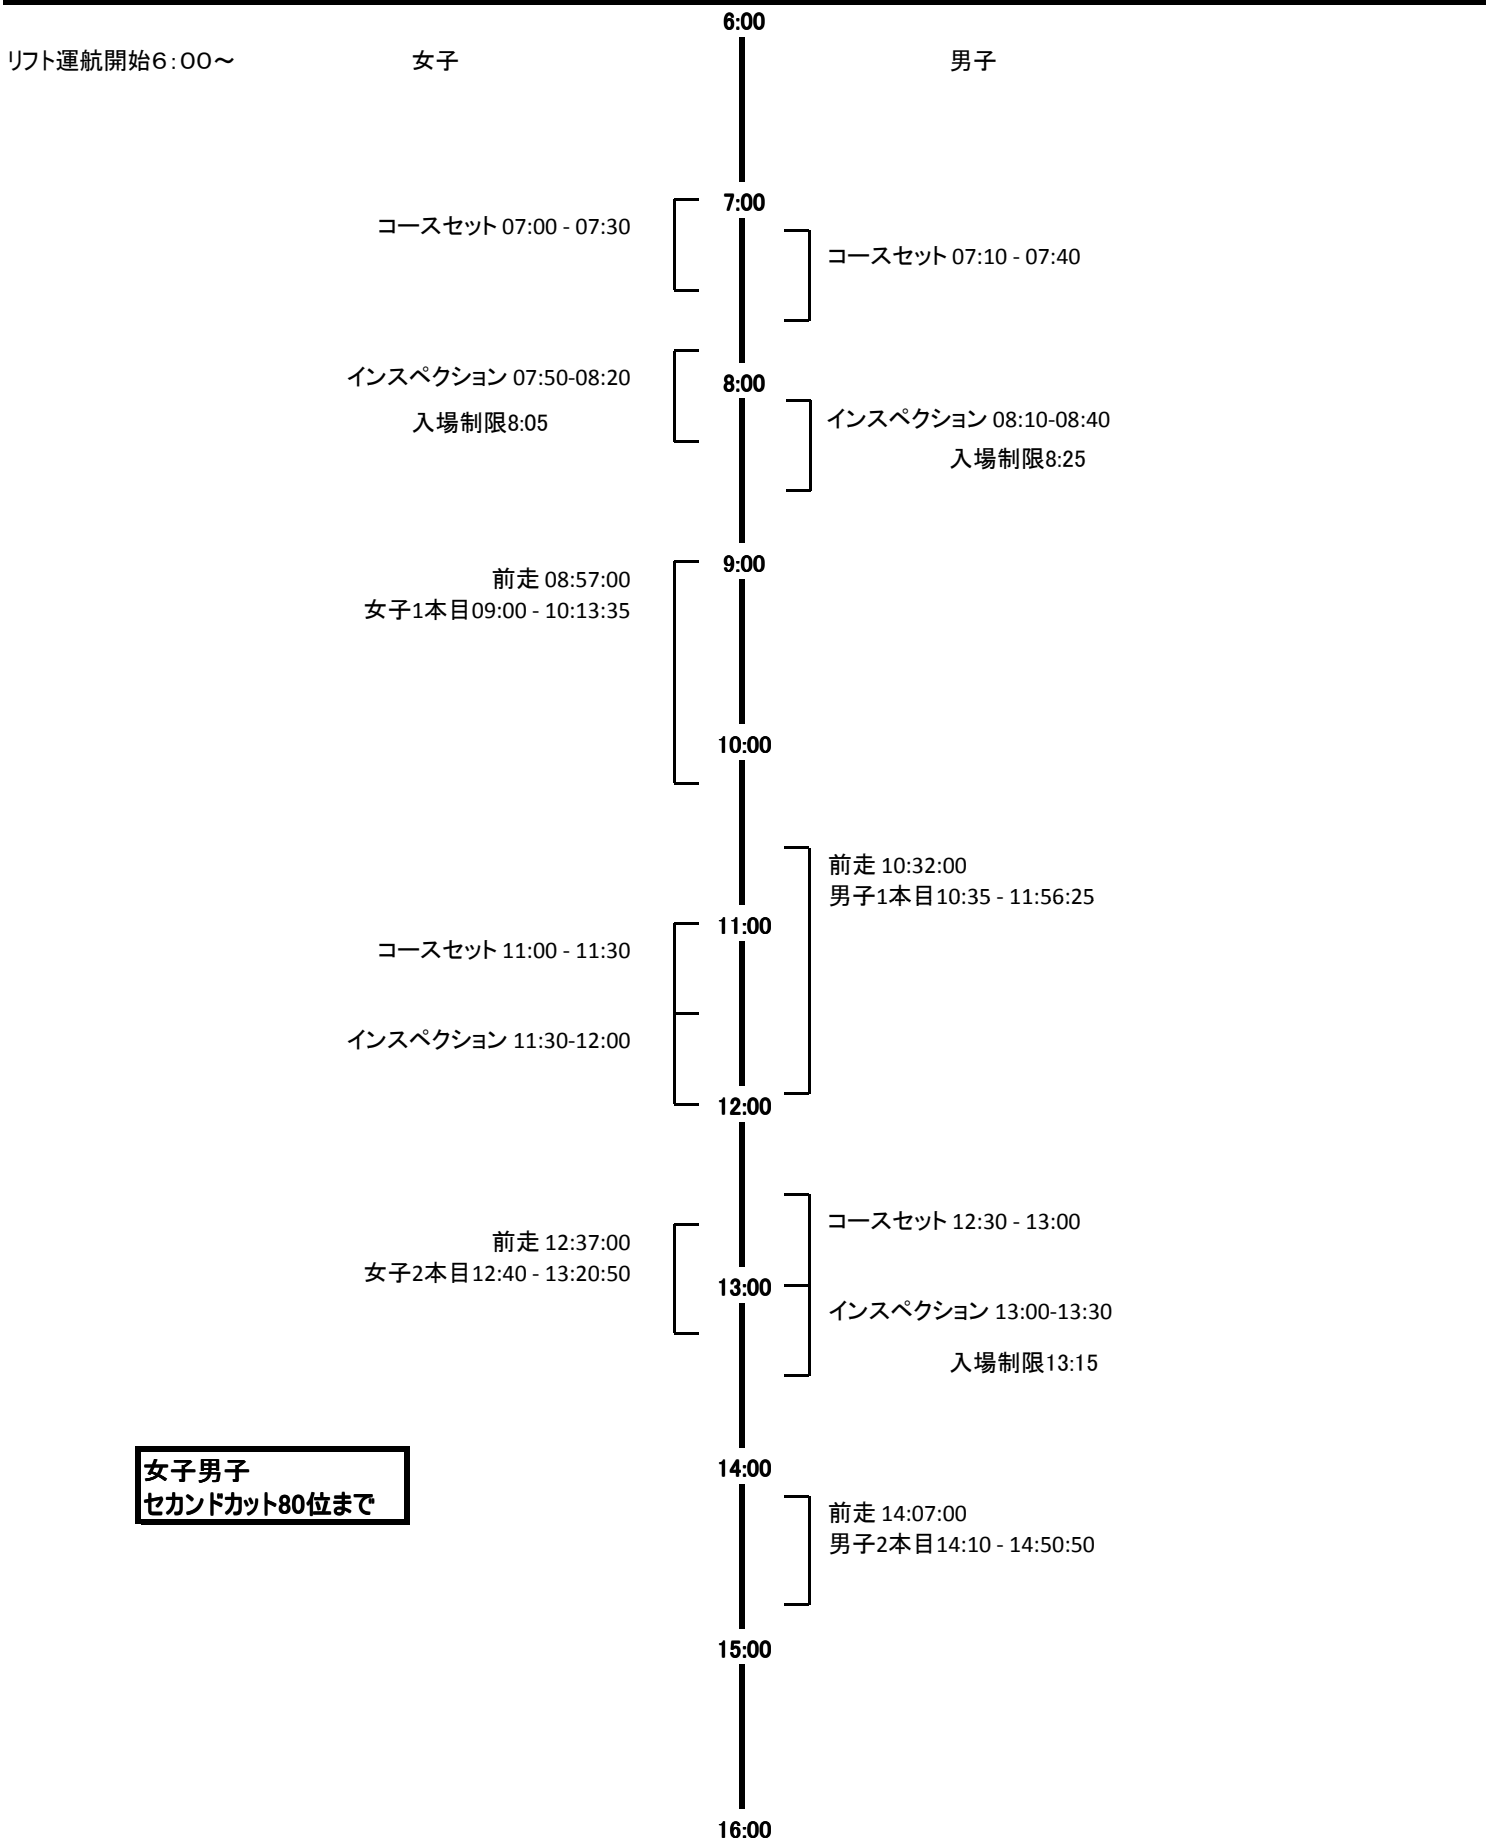 6:00
リフト運航開始6:00～ 女子 男子
7:00
コースセット 07:00 - 07:30
コースセット 07:10 - 07:40
インスペクション 07:50-08:20
8:00
入場制限8:05
インスペクション 08:10-08:40
入場制限8:25
9:00
前走 08:57:00
女子1本目09:00 - 10:13:35
10:00
前走 10:32:00
男子1本目10:35 - 11:56:25
11:00
コースセット 11:00 - 11:30
インスペクション 11:30-12:00
12:00
コースセット 12:30 - 13:00
前走 12:37:00
女子2本目12:40 - 13:20:50
13:00
インスペクション 13:00-13:30
入場制限13:15
14:00
女子男子
セカンドカット80位まで
前走 14:07:00
男子2本目14:10 - 14:50:50
15:00
16:00